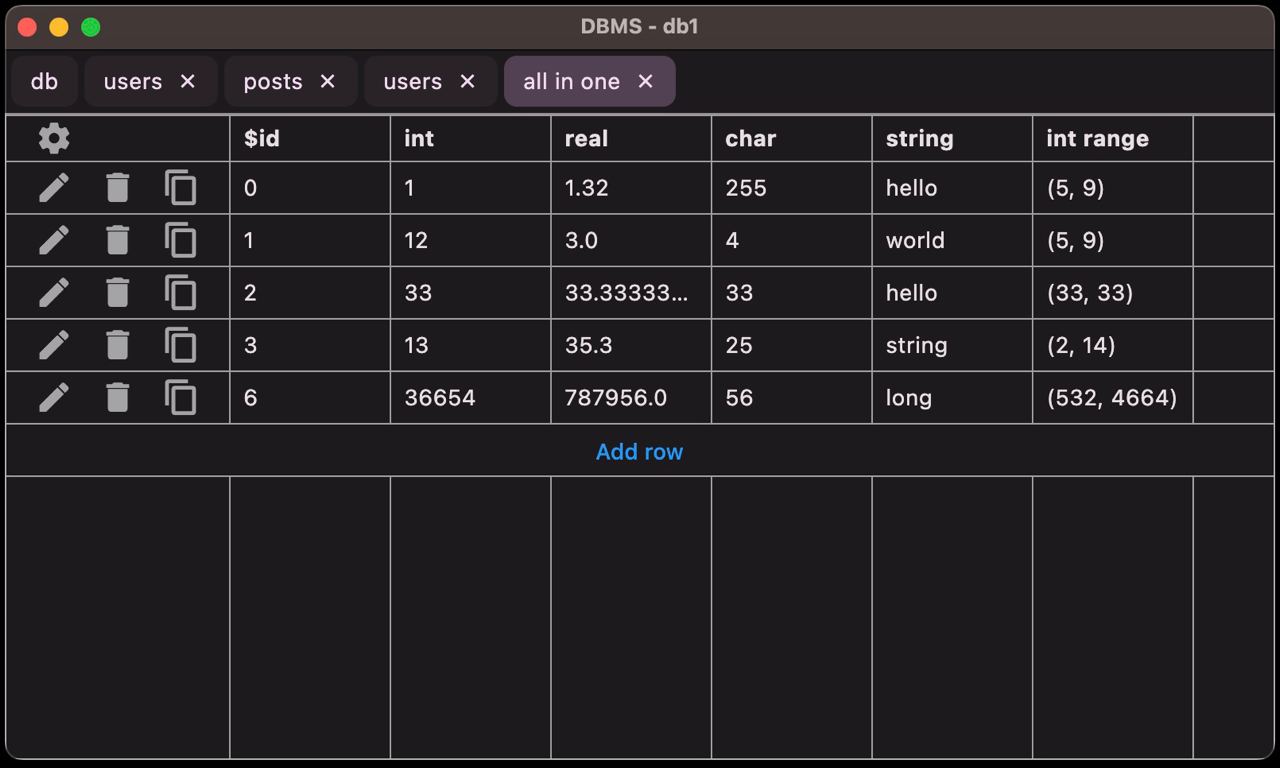 DBMS - db1
db users × posts × users × all in one ×
$id int real char string int range
0 1 1.32 255 hello (5, 9)
1 12 3.0 4 world (5, 9)
2 33 33.33333... 33 hello (33, 33)
3 13 35.3 25 string (2, 14)
6 36654 787956.0 56 long (532, 4664)
Add row